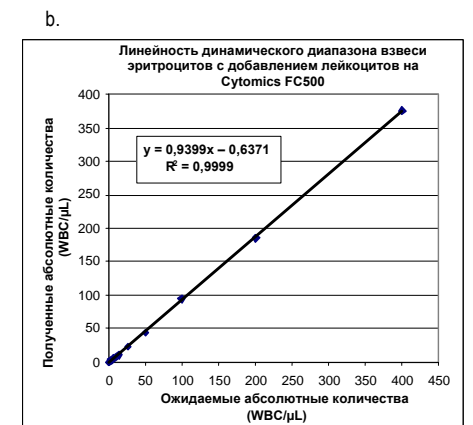 b.
Линейность динамического диапазона взвеси
эритроцитов с добавлением лейкоцитов на
Cytomics FC500
Полученные абсолютные количества
(WBC/µL)
400
350
300
250
200
150
100
50
0
y = 0,9399x – 0,6371
R² = 0,9999
0 50 100 150 200 250 300 350 400 450
Ожидаемые абсолютные количества
(WBC/µL)